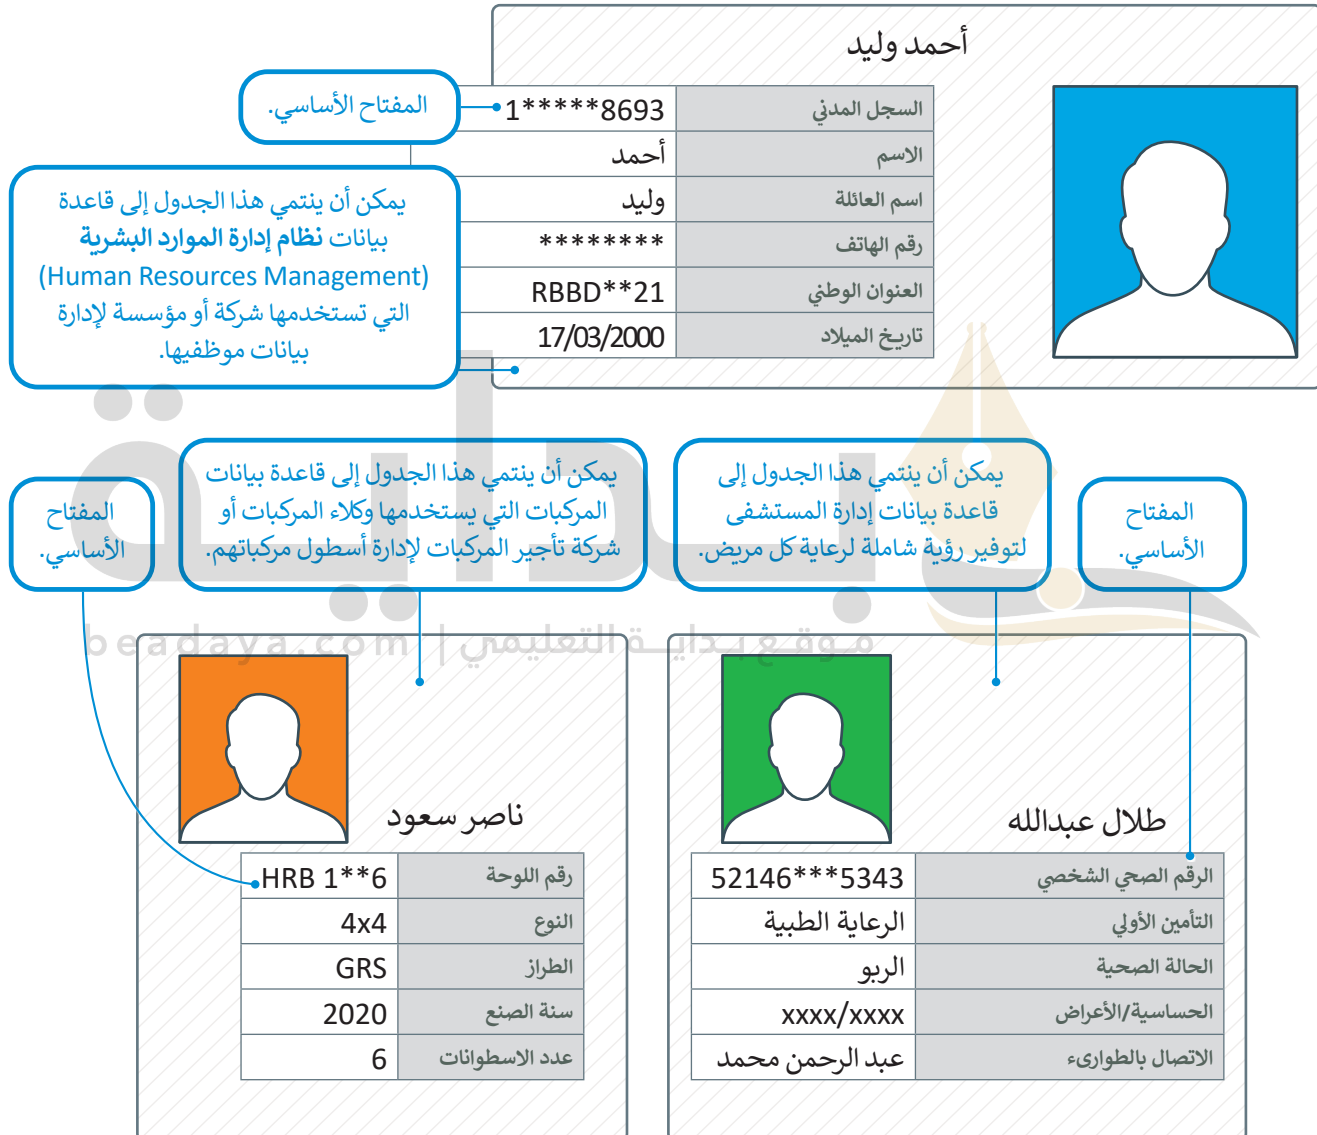 أحمد وليد
السجل المدني 1*****8693
المفتاح الأساسي.
الاسم أحمد
اسم العائلة وليد
رقم الهاتف ********
العنوان الوطني RBBD**21
تاريخ الميلاد 17/03/2000
يمكن أن ينتمي هذا الجدول إلى قاعدة
بيانات نظام إدارة الموارد البشرية
(Human Resources Management)
التي تستخدمها شركة أو مؤسسة لإدارة
بيانات موظفيها.
المفتاح
الأساسي.
يمكن أن ينتمي هذا الجدول إلى
قاعدة بيانات إدارة المستشفى
لتوفير رؤية شاملة لرعاية كل مريض.
يمكن أن ينتمي هذا الجدول إلى قاعدة بيانات
المركبات التي يستخدمها وكلاء المركبات أو
شركة تأجير المركبات لإدارة أسطول مركباتهم.
المفتاح
الأساسي.
بداية
موقع بداية التعليمي | beadaya.com
طلال عبدالله
الرقم الصحي الشخصي 52146***5343
التأمين الأولي الرعاية الطبية
الحالة الصحية الربو
الحساسية/الأعراض xxxx/xxxx
الاتصال بالطوارىء عبد الرحمن محمد
ناصر سعود
رقم اللوحة HRB 1**6
النوع 4x4
الطراز GRS
سنة الصنع 2020
عدد الاسطوانات 6